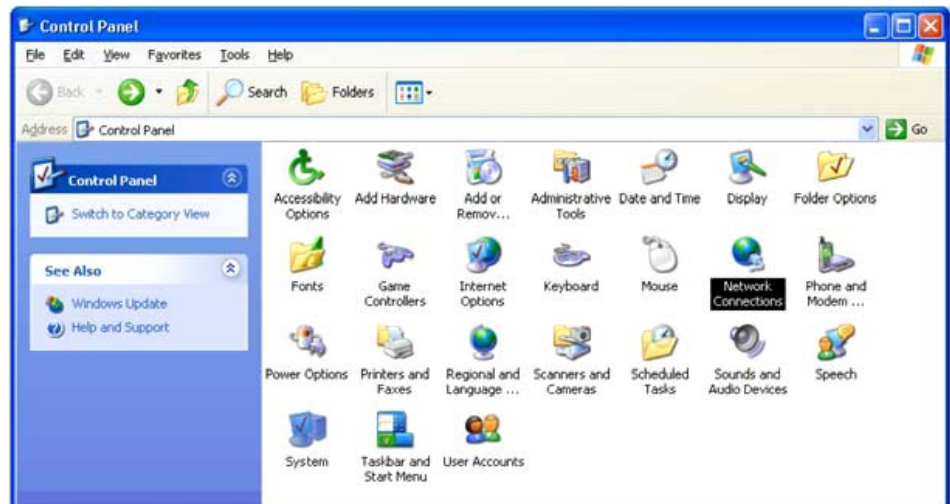 Control Panel
File Edit View Favorites Tools Help
Back Search Folders
Address Control Panel Go
Control Panel
Switch to Category View
See Also
Windows Update
Help and Support
Accessibility Options
Add Hardware
Add or Remov...
Administrative Tools
Date and Time
Display
Folder Options
Fonts
Game Controllers
Internet Options
Keyboard
Mouse
Network Connections
Phone and Modem ...
Power Options
Printers and Faxes
Regional and Language ...
Scanners and Cameras
Scheduled Tasks
Sounds and Audio Devices
Speech
System
Taskbar and Start Menu
User Accounts